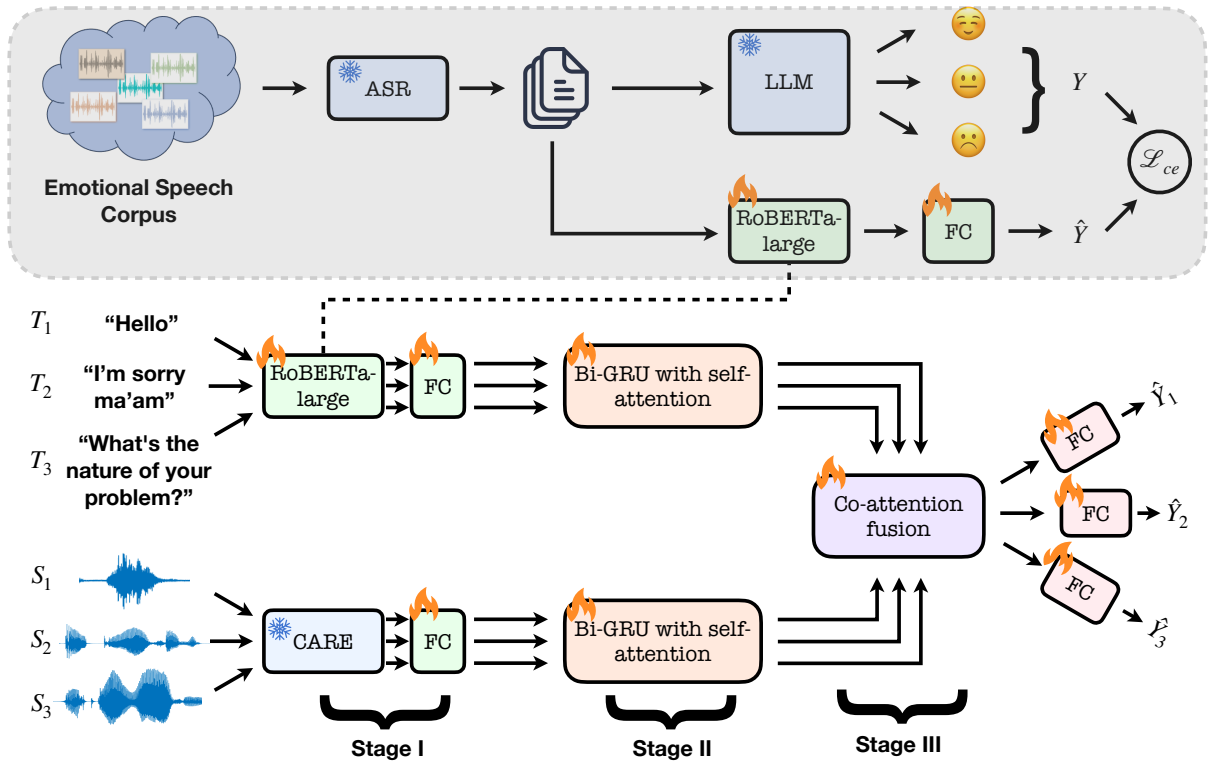 ASR
LLM
Y
ℒce
Emotional Speech
Corpus
RoBERTa-
large
FC
Ŷ
T1
“Hello”
T2
“I'm sorry
ma'am”
T3
“What's the
nature of your
problem?”
RoBERTa-
large
FC
Bi-GRU with self-
attention
Co-attention
fusion
FC
Ŷ1
FC
Ŷ2
FC
Ŷ3
S1
S2
S3
CARE
FC
Bi-GRU with self-
attention
Stage I
Stage II
Stage III